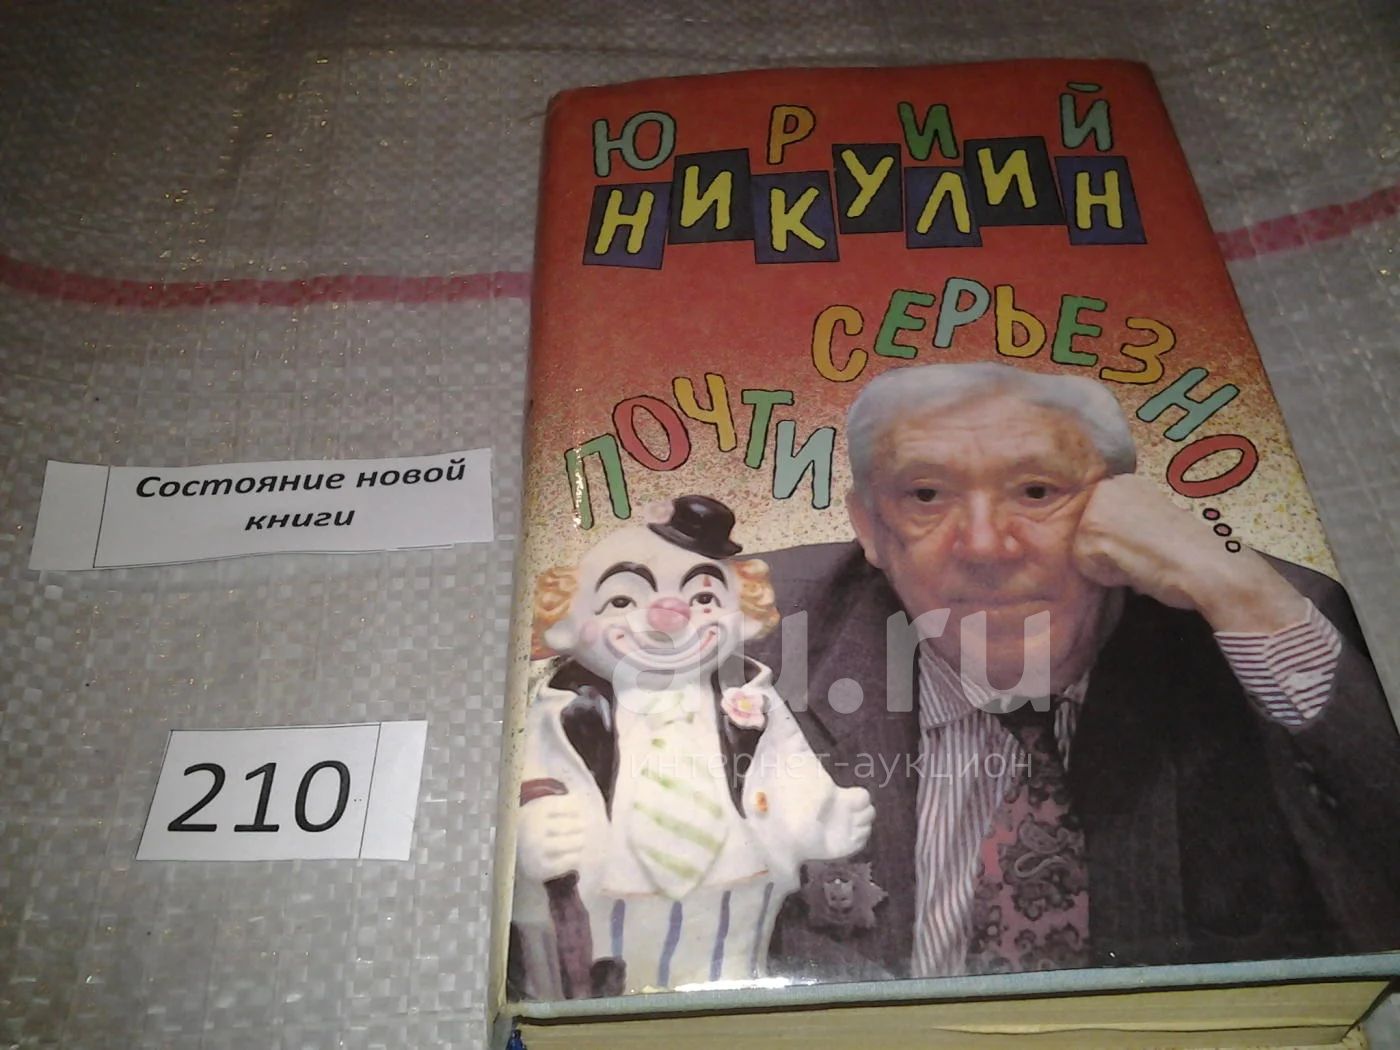 ЮРИЙ
НИКУЛИН
ПОЧТИ СЕРЬЕЗНО....
Состояние новой
книги
210
au.ru
интернет-аукцион